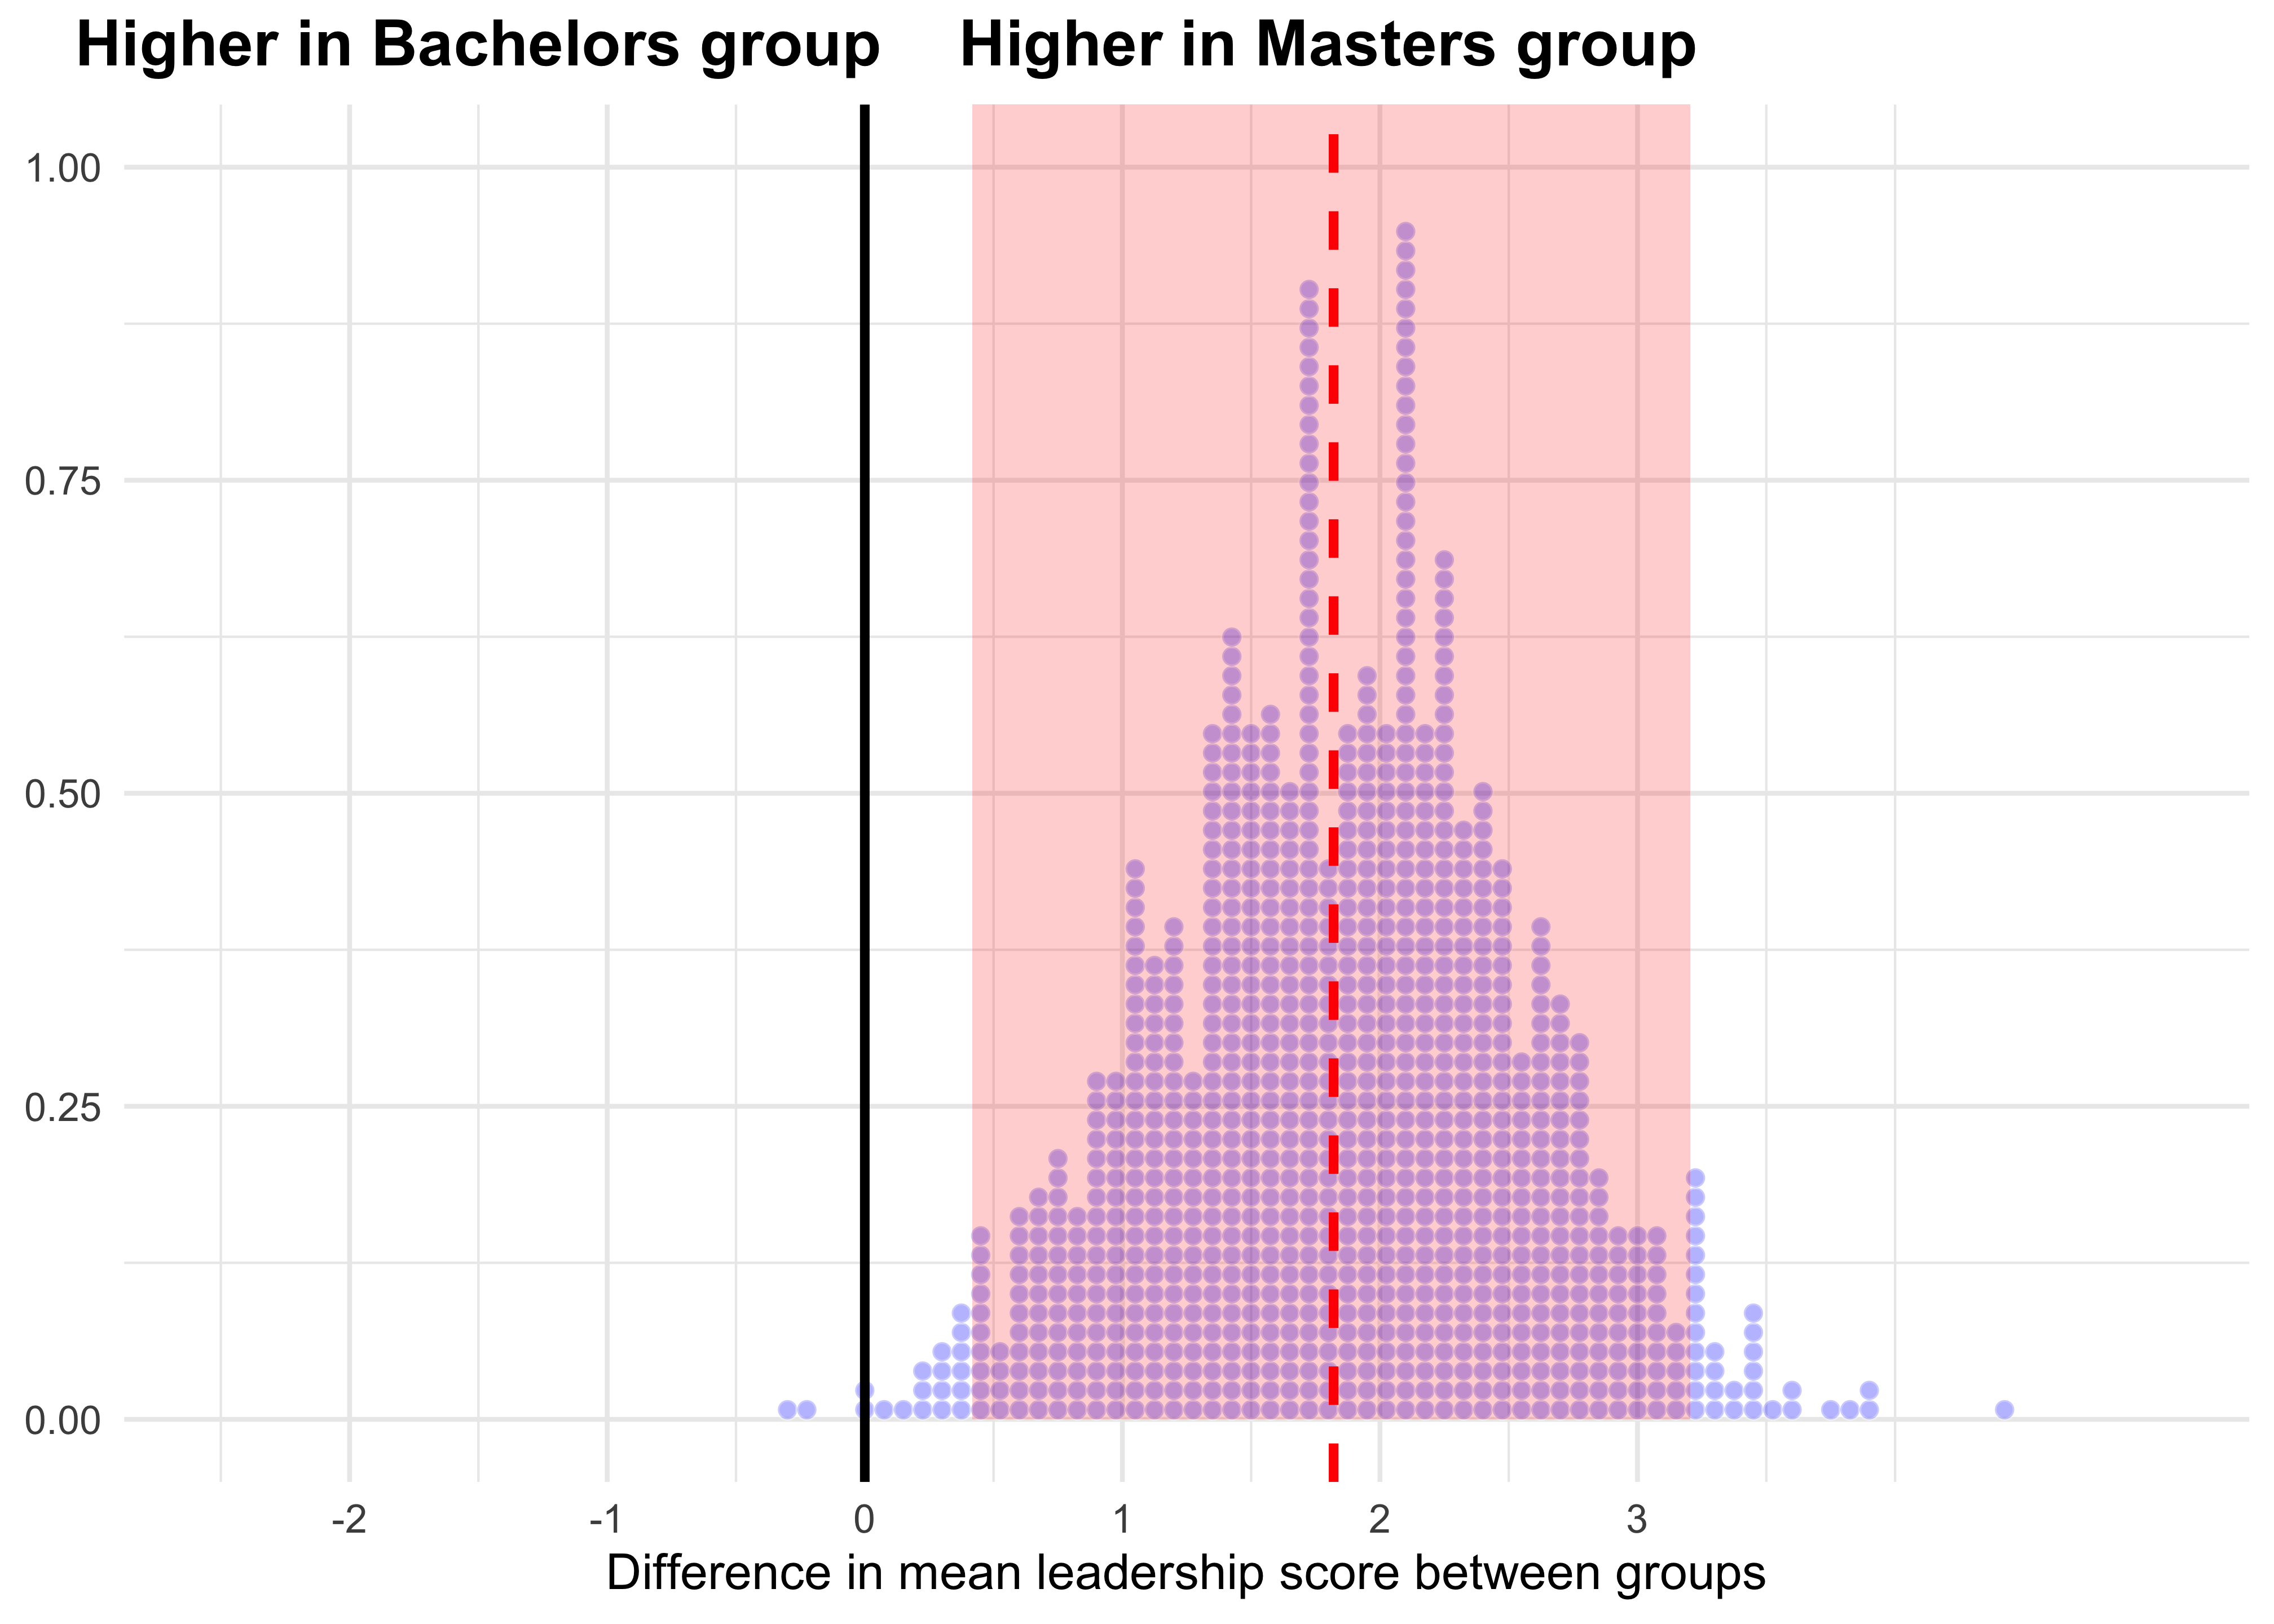 Higher in Bachelors group Higher in Masters group
1.00
0.75
0.50
0.25
0.00
-2 -1 0 1 2 3
Difference in mean leadership score between groups